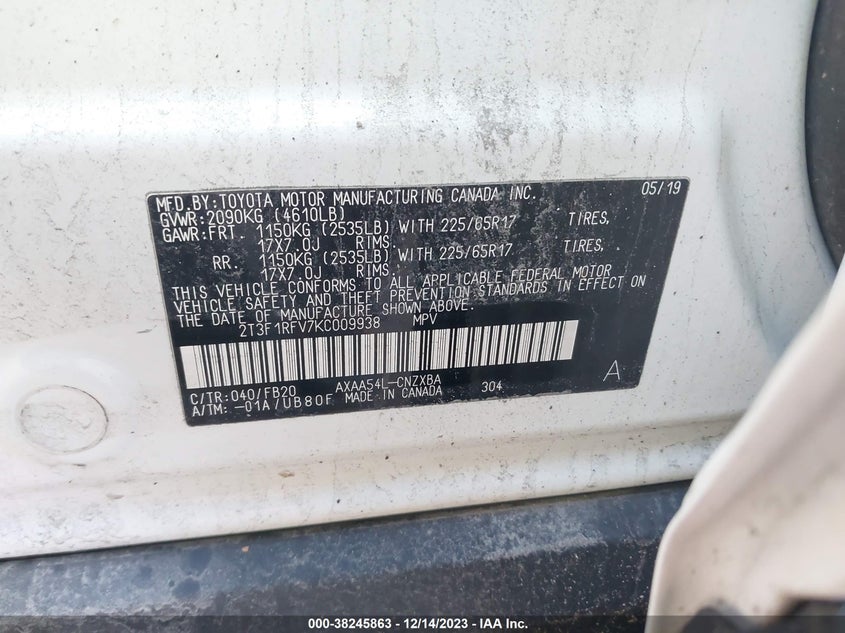 MFD. BY: TOYOTA MOTOR MANUFACTURING CANADA INC. 05/19
GVWR: 2090KG (4610LB)
GAWR: FRT. 1150KG (2535LB) WITH 225/65R17 TIRES,
17X7.0J RIMS.
RR. 1150KG (2535LB) WITH 225/65R17 TIRES,
17X7.0J RIMS.
THIS VEHICLE CONFORMS TO ALL APPLICABLE FEDERAL MOTOR
VEHICLE SAFETY AND THEFT PREVENTION STANDARDS IN EFFECT ON
THE DATE OF MANUFACTURE SHOWN ABOVE.
2T3F1RFV7KC009938 MPV
C/TR: 040/FB20 AXAA54L-CNZXBA 304 A
A/TM: -01A/UB80F MADE IN CANADA
000-38245863 - 12/14/2023 - IAA Inc.